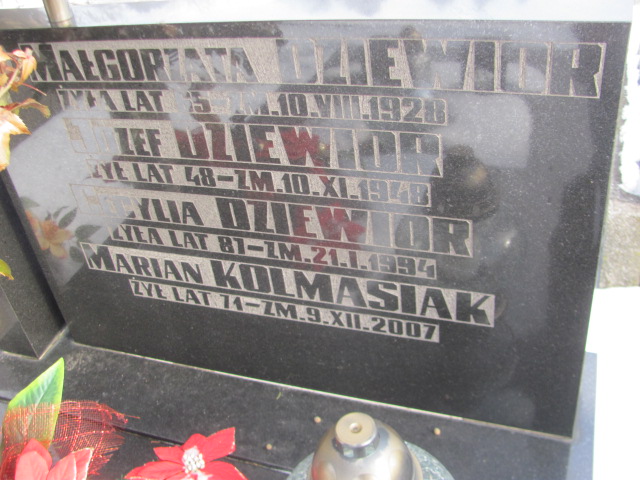 MAŁGORZATA DZIEWIOR
ŻYŁA LAT ZM.10.VIII.1928
JÓZEF DZIEWIOR
ŻYŁ LAT 48-ZM.10.XI.1948
DZIEWIOR
ŻYŁA LAT 81-ZM.21.I.1994
MARIAN KOLMASIAK
ŻYŁ LAT 71-ZM.9.XII.2007